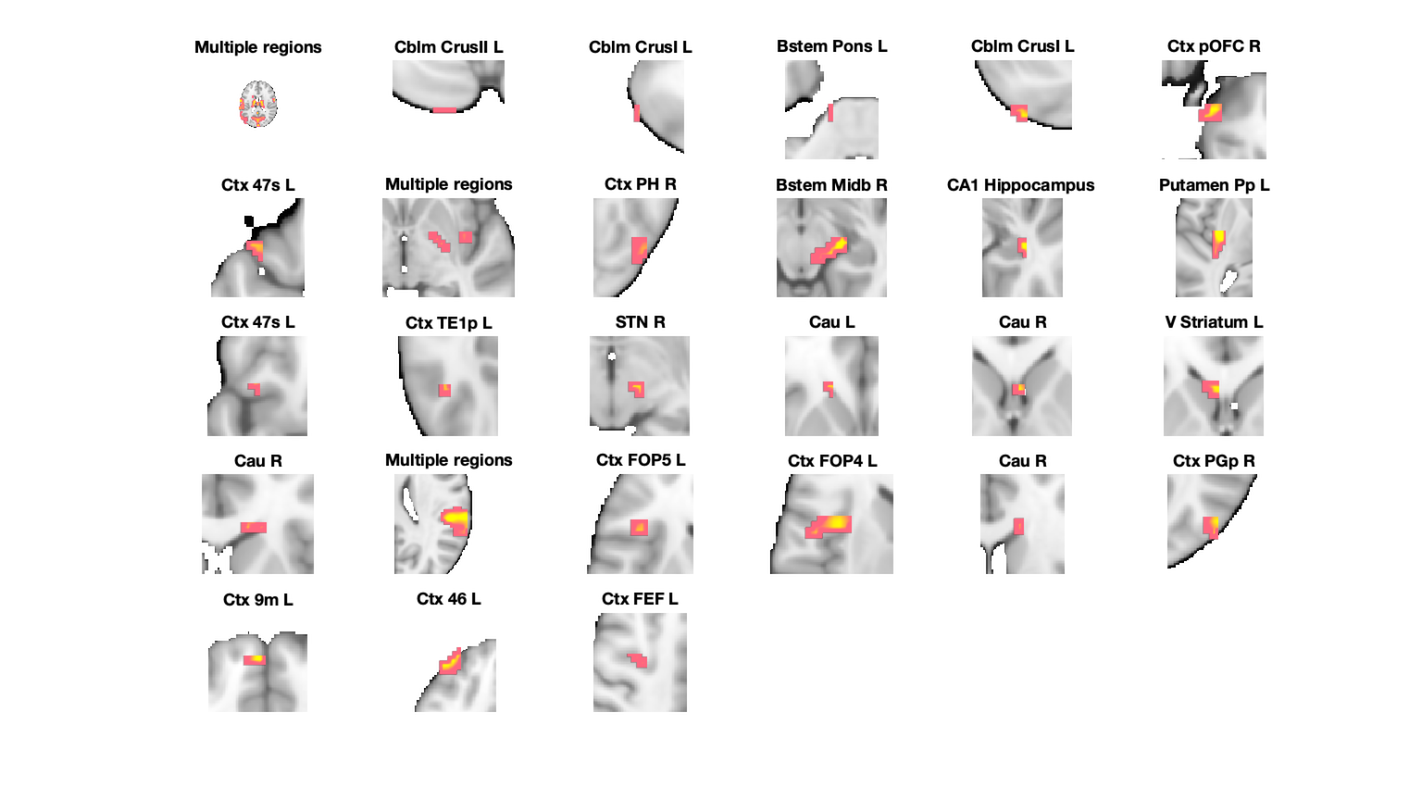 Multiple regions
Cblm CrusII L
Cblm CrusI L
Bstem Pons L
Cblm CrusI L
Ctx pOFC R
Ctx 47s L
Multiple regions
Ctx PH R
Bstem Midb R
CA1 Hippocampus
Putamen Pp L
Ctx 47s L
Ctx TE1p L
STN R
Cau L
Cau R
V Striatum L
Cau R
Multiple regions
Ctx FOP5 L
Ctx FOP4 L
Cau R
Ctx PGp R
Ctx 9m L
Ctx 46 L
Ctx FEF L